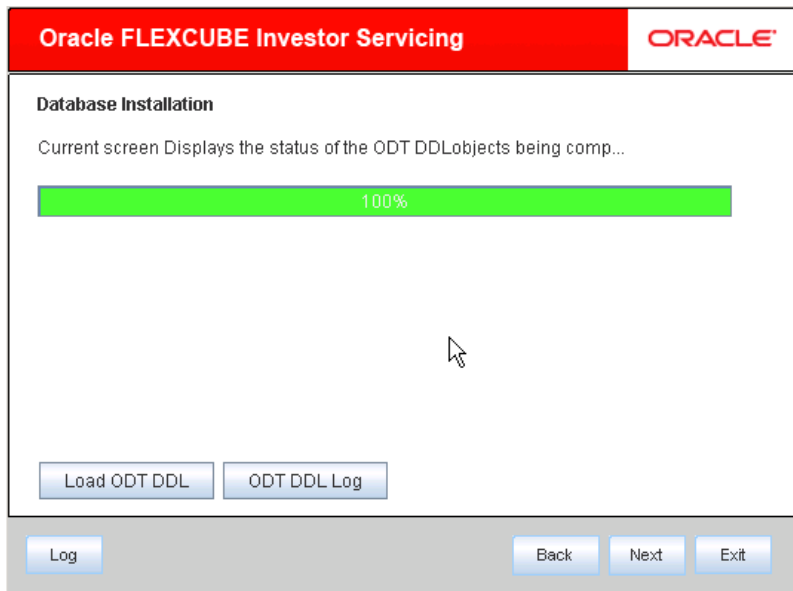 Oracle FLEXCUBE Investor Servicing
ORACLE
Database Installation
Current screen Displays the status of the ODT DDLobjects being comp...
100%
Load ODT DDL
ODT DDL Log
Log
Back
Next
Exit